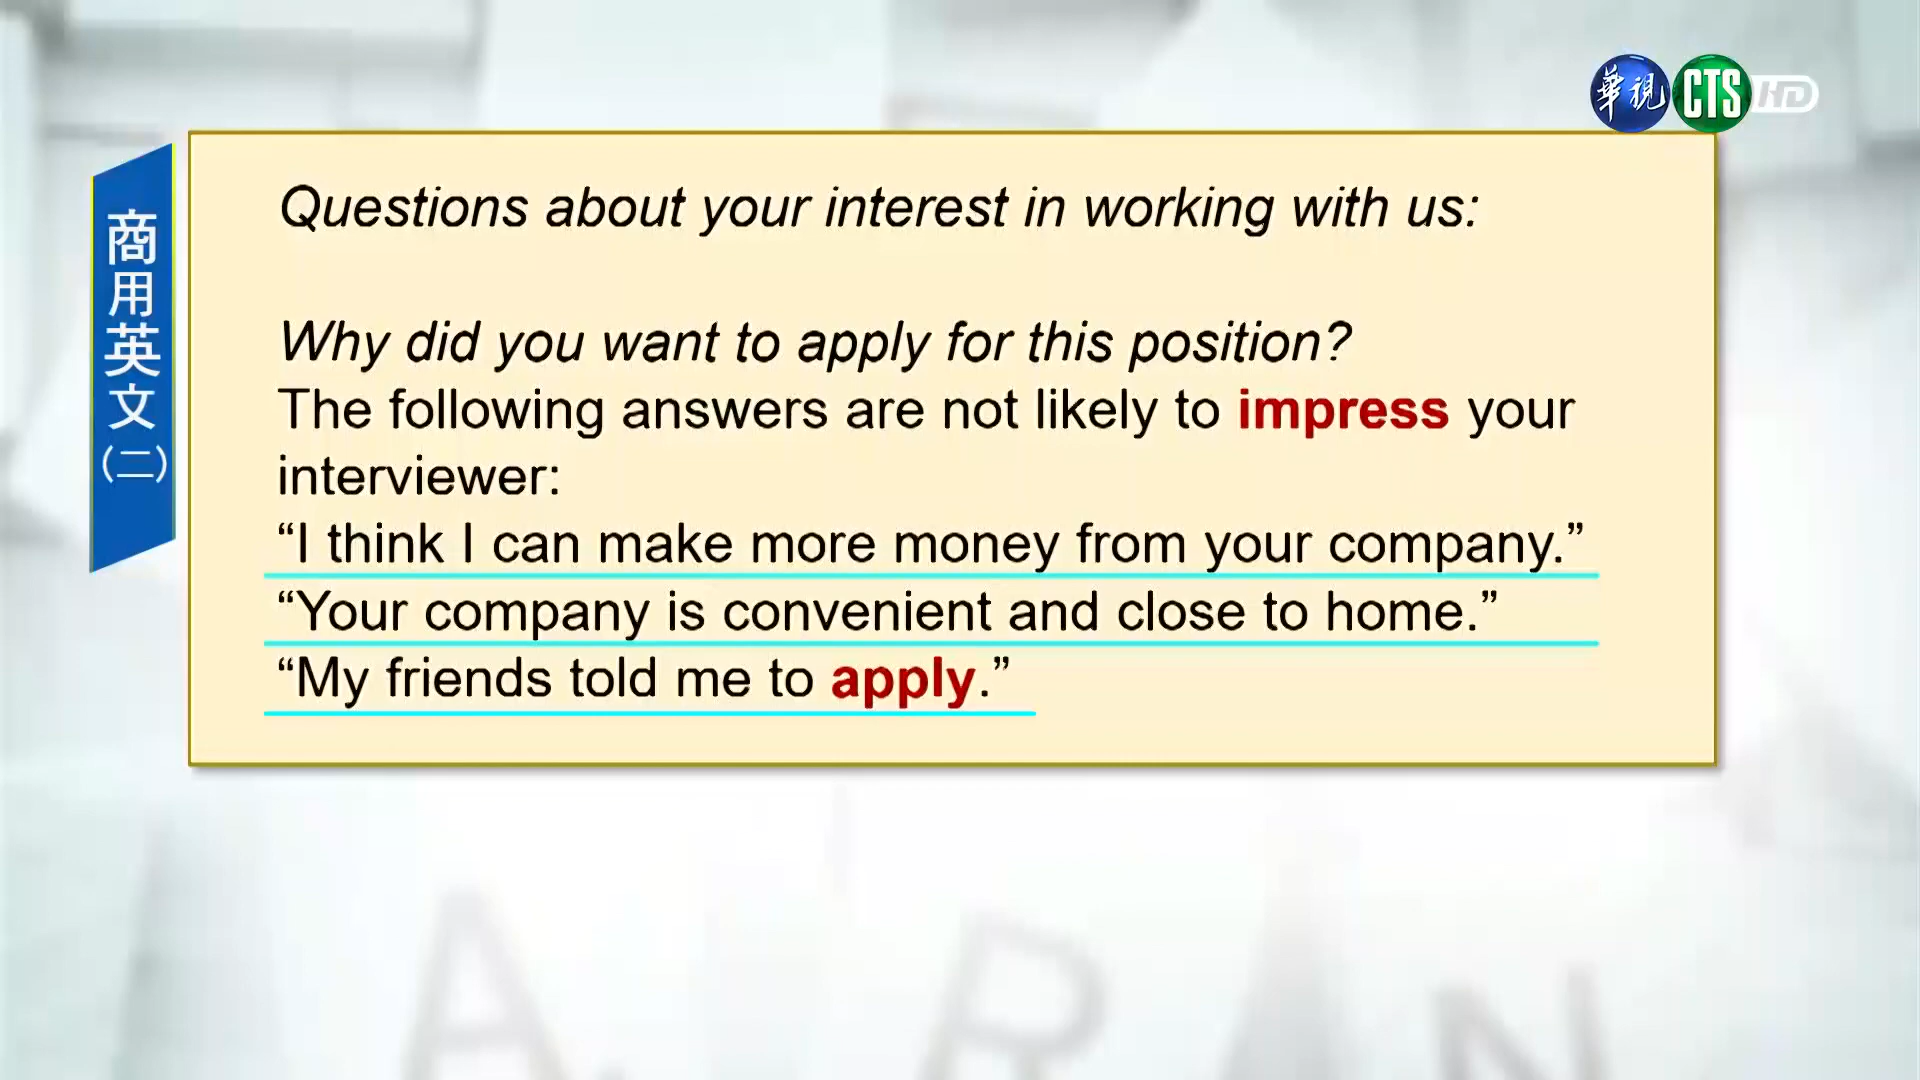 華視 CTS HD
商用英文(二)
Questions about your interest in working with us:
Why did you want to apply for this position?
The following answers are not likely to impress your
interviewer:
“I think I can make more money from your company.”
“Your company is convenient and close to home.”
“My friends told me to apply.”
A R N